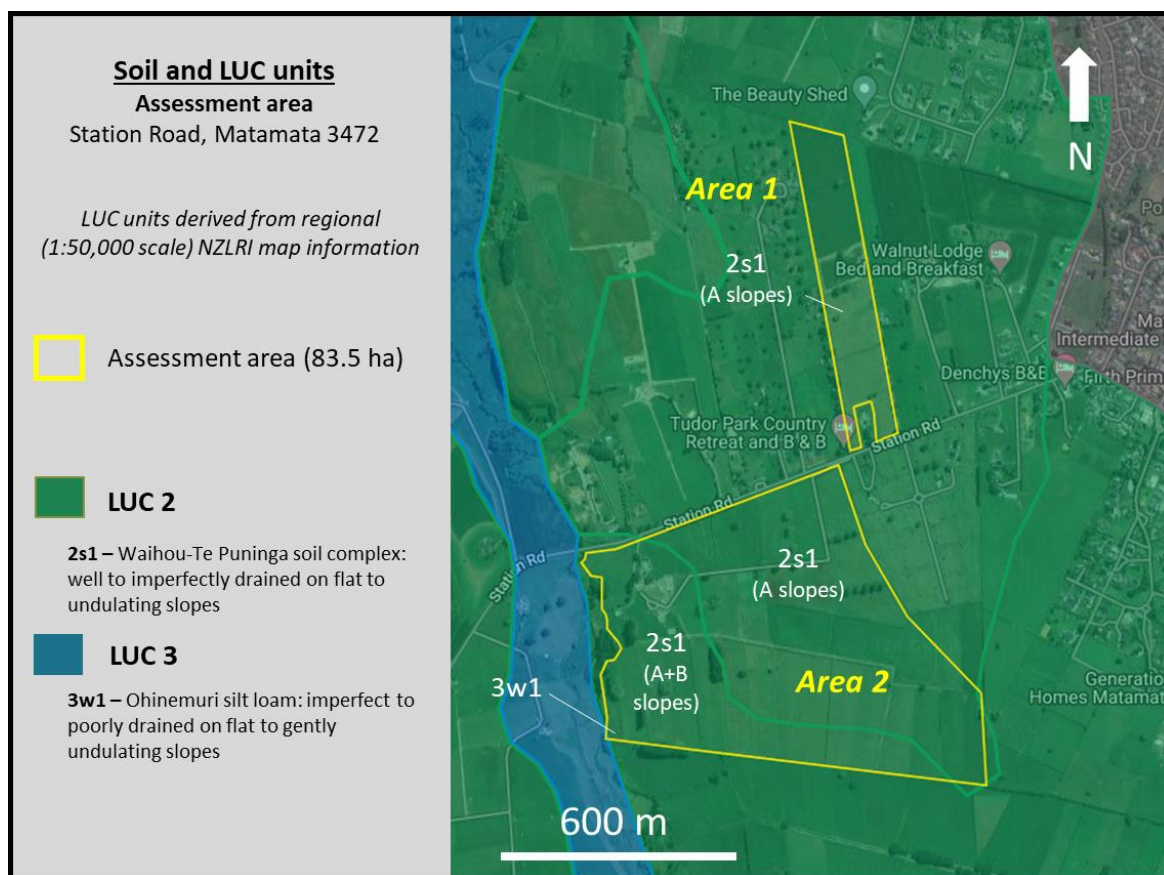 Soil and LUC units
Assessment area
Station Road, Matamata 3472
LUC units derived from regional
(1:50,000 scale) NZLRI map information
Assessment area (83.5 ha)
LUC 2
2s1 – Waihou-Te Puninga soil complex:
well to imperfectly drained on flat to
undulating slopes
LUC 3
3w1 – Ohinemuri silt loam: imperfect to
poorly drained on flat to gently
undulating slopes
The Beauty Shed
N
Area 1
Po
2s1
(A slopes)
Walnut Lodge
Bed and Breakfast
Ma
Intermediate
Denchys B&B
Firth Prim
Tudor Park Country
Retreat and B & B
Station Rd
Station Rd
Station Rd
2s1
(A slopes)
2s1
(A+B
slopes)
3w1
Area 2
Generatio
Homes Matamat
600 m